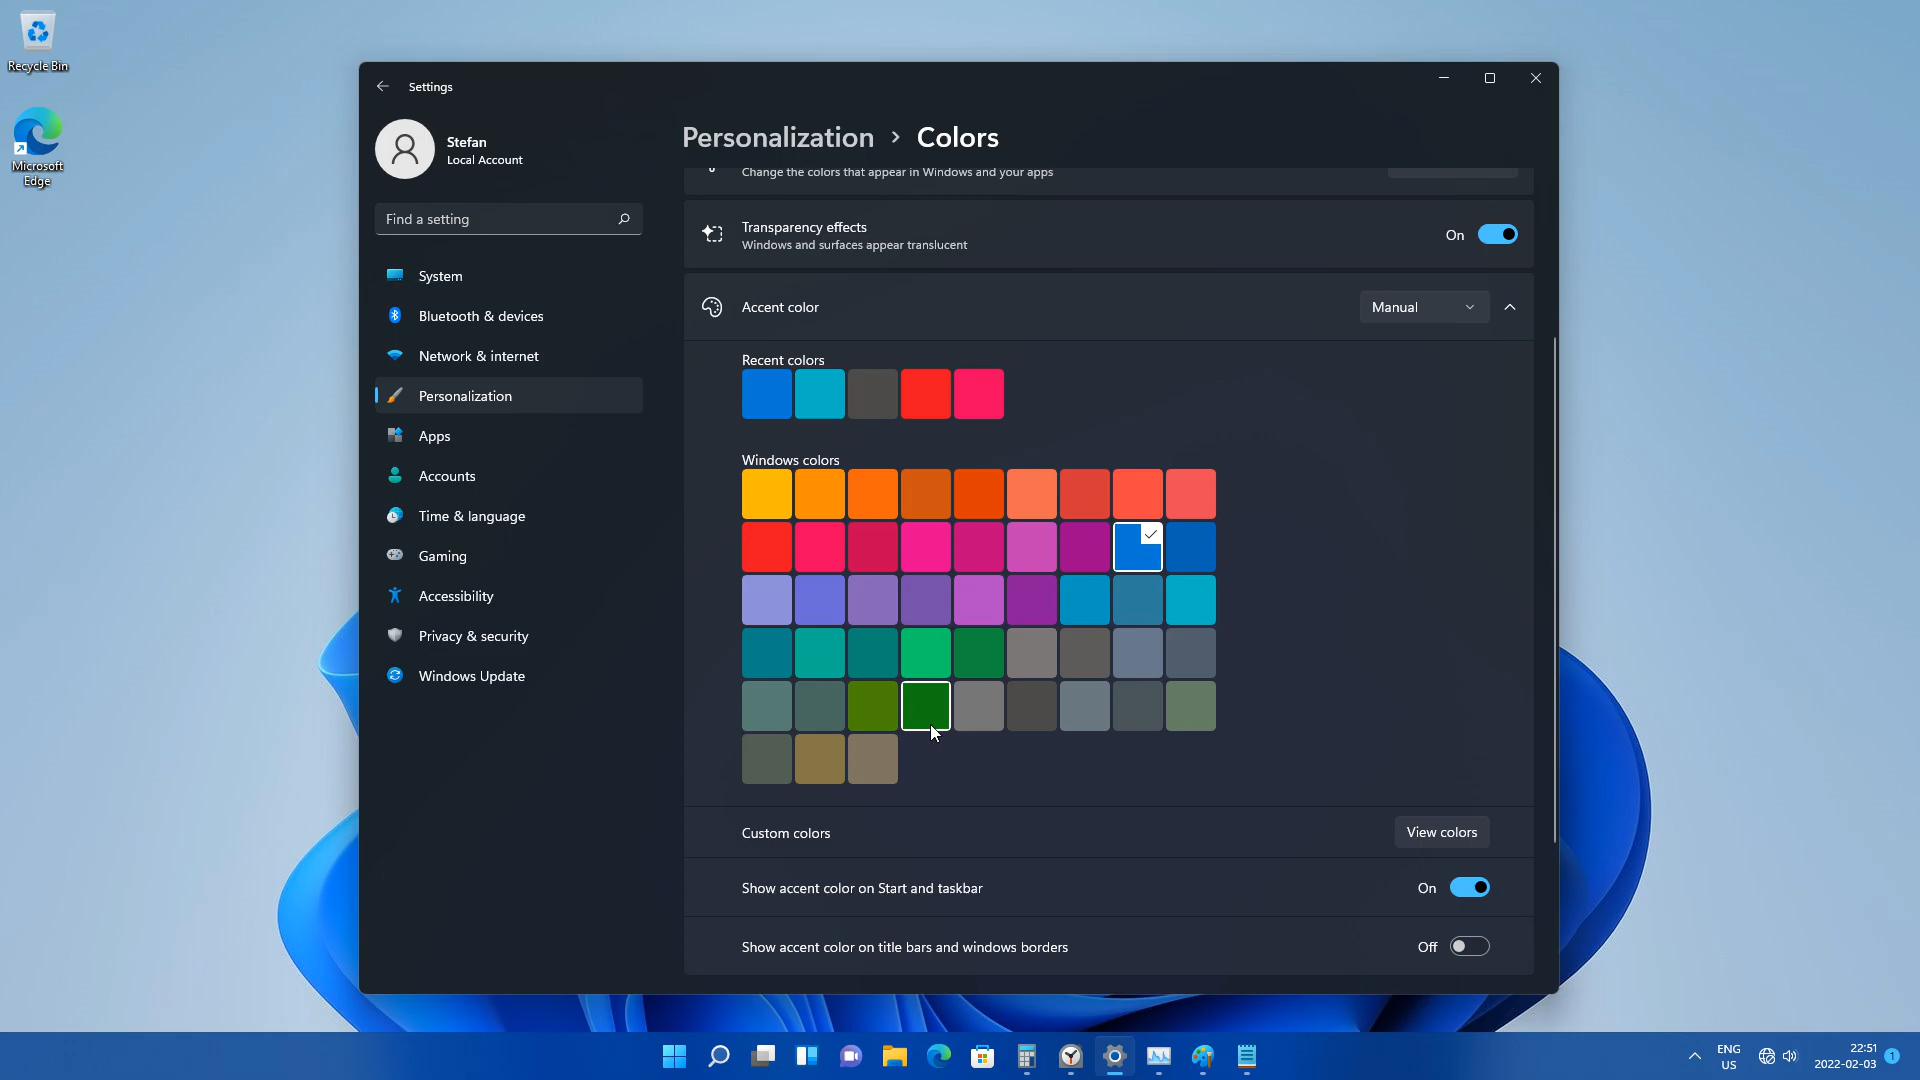 Recycle Bin
Microsoft
Edge
Settings
Stefan
Local Account
Find a setting
System
Bluetooth & devices
Network & internet
Personalization
Apps
Accounts
Time & language
Gaming
Accessibility
Privacy & security
Windows Update
Personalization > Colors
Change the colors that appear in Windows and your apps
Transparency effects
Windows and surfaces appear translucent
On
Accent color
Manual
Recent colors
Windows colors
Custom colors
View colors
Show accent color on Start and taskbar
On
Show accent color on title bars and windows borders
Off
ENG
US
22:51
2022-02-03
1